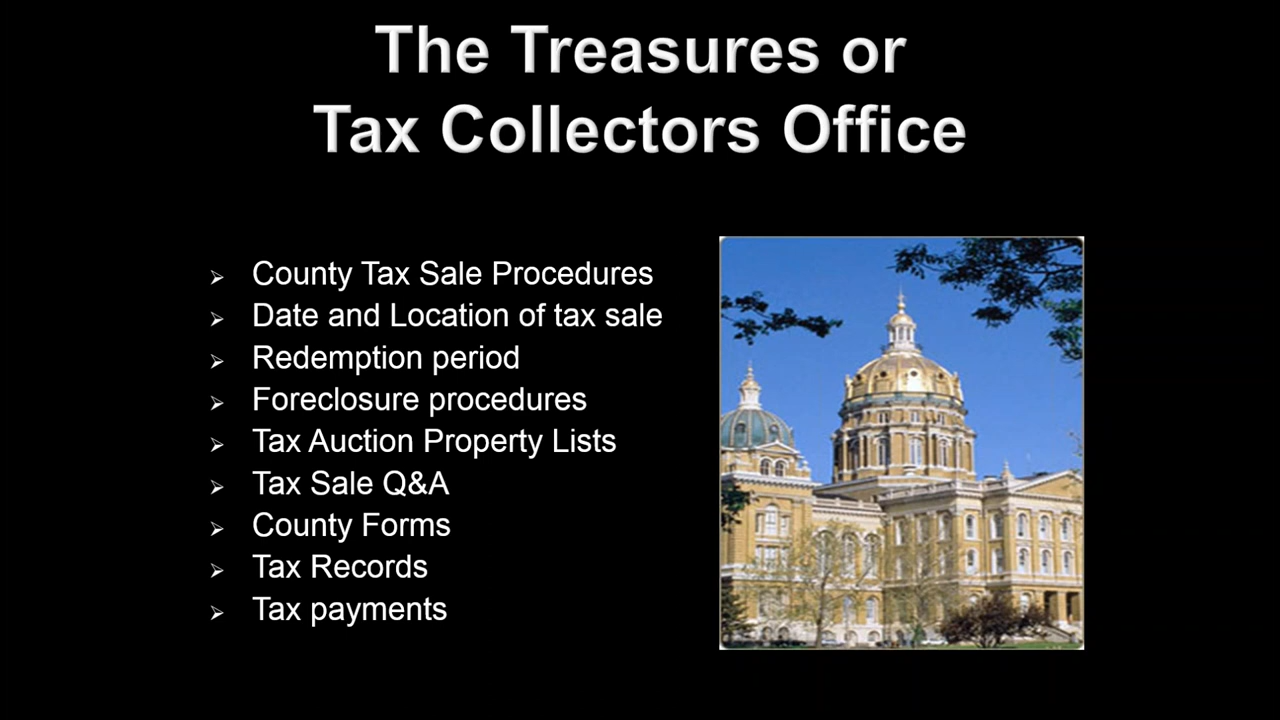 The Treasures or
Tax Collectors Office
County Tax Sale Procedures
Date and Location of tax sale
Redemption period
Foreclosure procedures
Tax Auction Property Lists
Tax Sale Q&A
County Forms
Tax Records
Tax payments